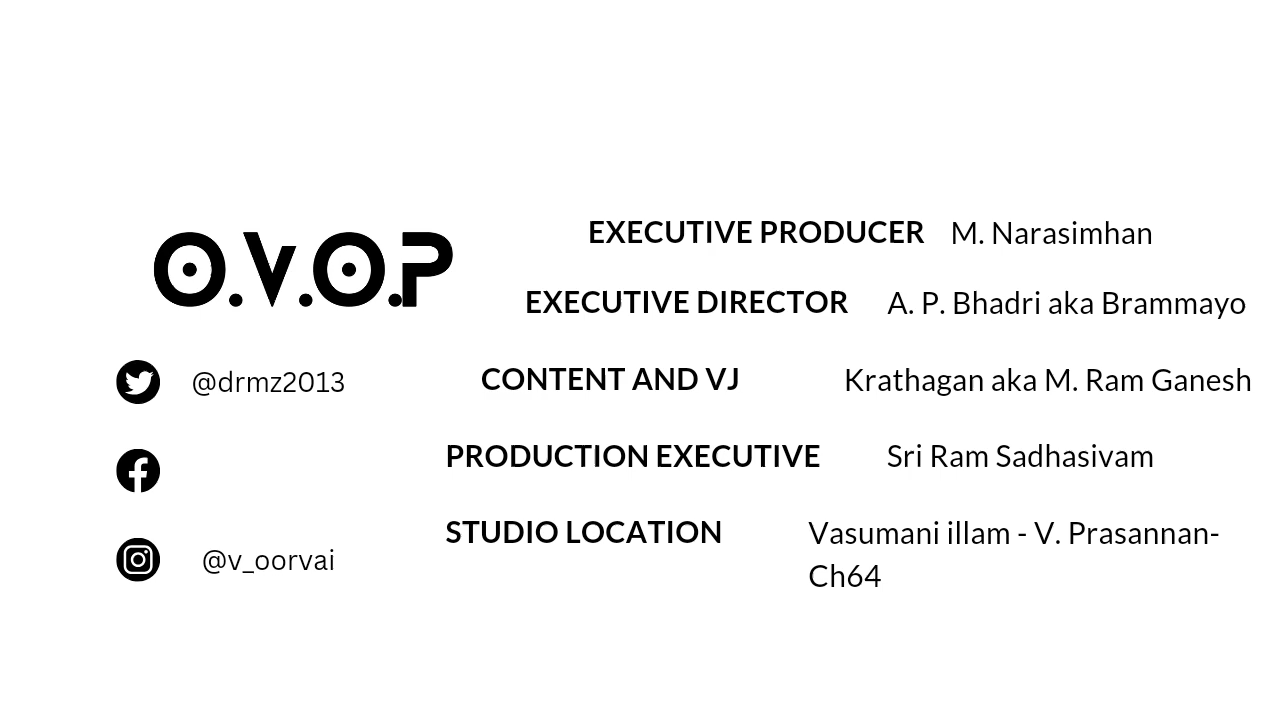 O.V.O.P
@drmz2013
@v_oorvai
EXECUTIVE PRODUCER M. Narasimhan
EXECUTIVE DIRECTOR A. P. Bhadri aka Brammayo
CONTENT AND VJ Krathagan aka M. Ram Ganesh
PRODUCTION EXECUTIVE Sri Ram Sadhasivam
STUDIO LOCATION Vasumani illam - V. Prasannan-
Ch64